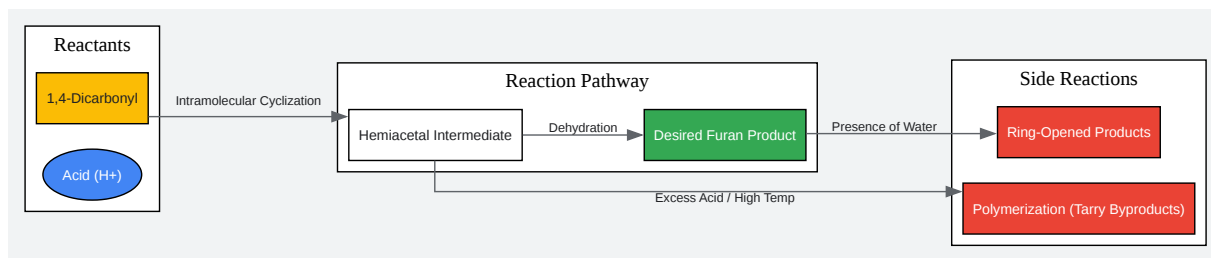 Reactants
1,4-Dicarbonyl
Acid (H+)
Intramolecular Cyclization
Reaction Pathway
Hemiacetal Intermediate
Dehydration
Desired Furan Product
Presence of Water
Excess Acid / High Temp
Side Reactions
Ring-Opened Products
Polymerization (Tarry Byproducts)